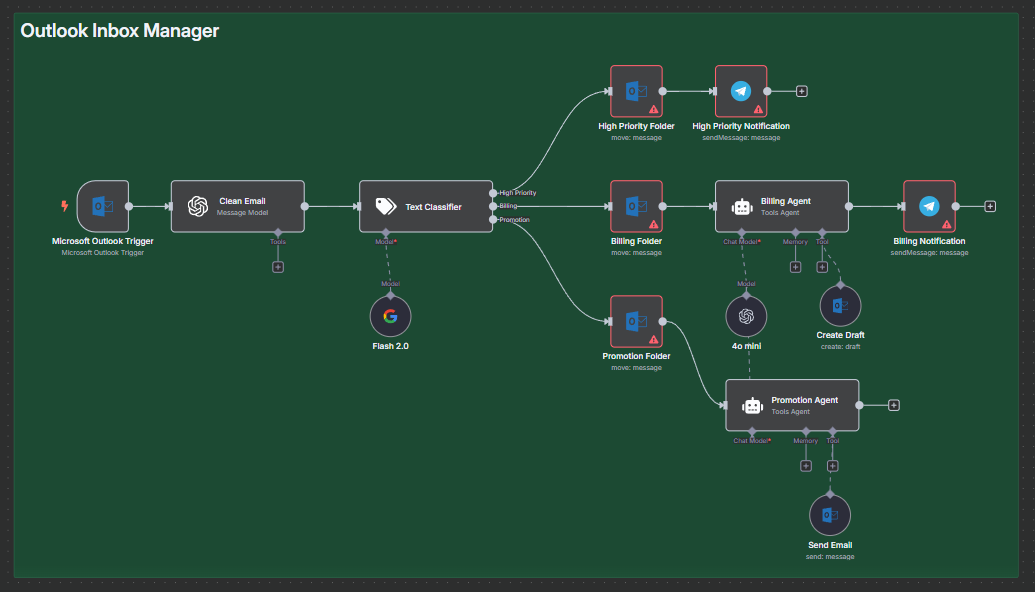 Outlook Inbox Manager
High Priority Folder
move: message
High Priority Notification
sendMessage: message
Microsoft Outlook Trigger
Microsoft Outlook Trigger
Clean Email
Message Model
Tools
Text Classifier
High Priority
Billing
Promotion
Model*
Model
Flash 2.0
Billing Folder
move: message
Billing Agent
Tools Agent
Chat Model*
Memory
Tool
Billing Notification
sendMessage: message
Model
4o mini
Create Draft
create: draft
Promotion Folder
move: message
Promotion Agent
Tools Agent
Chat Model*
Memory
Tool
Send Email
send: message